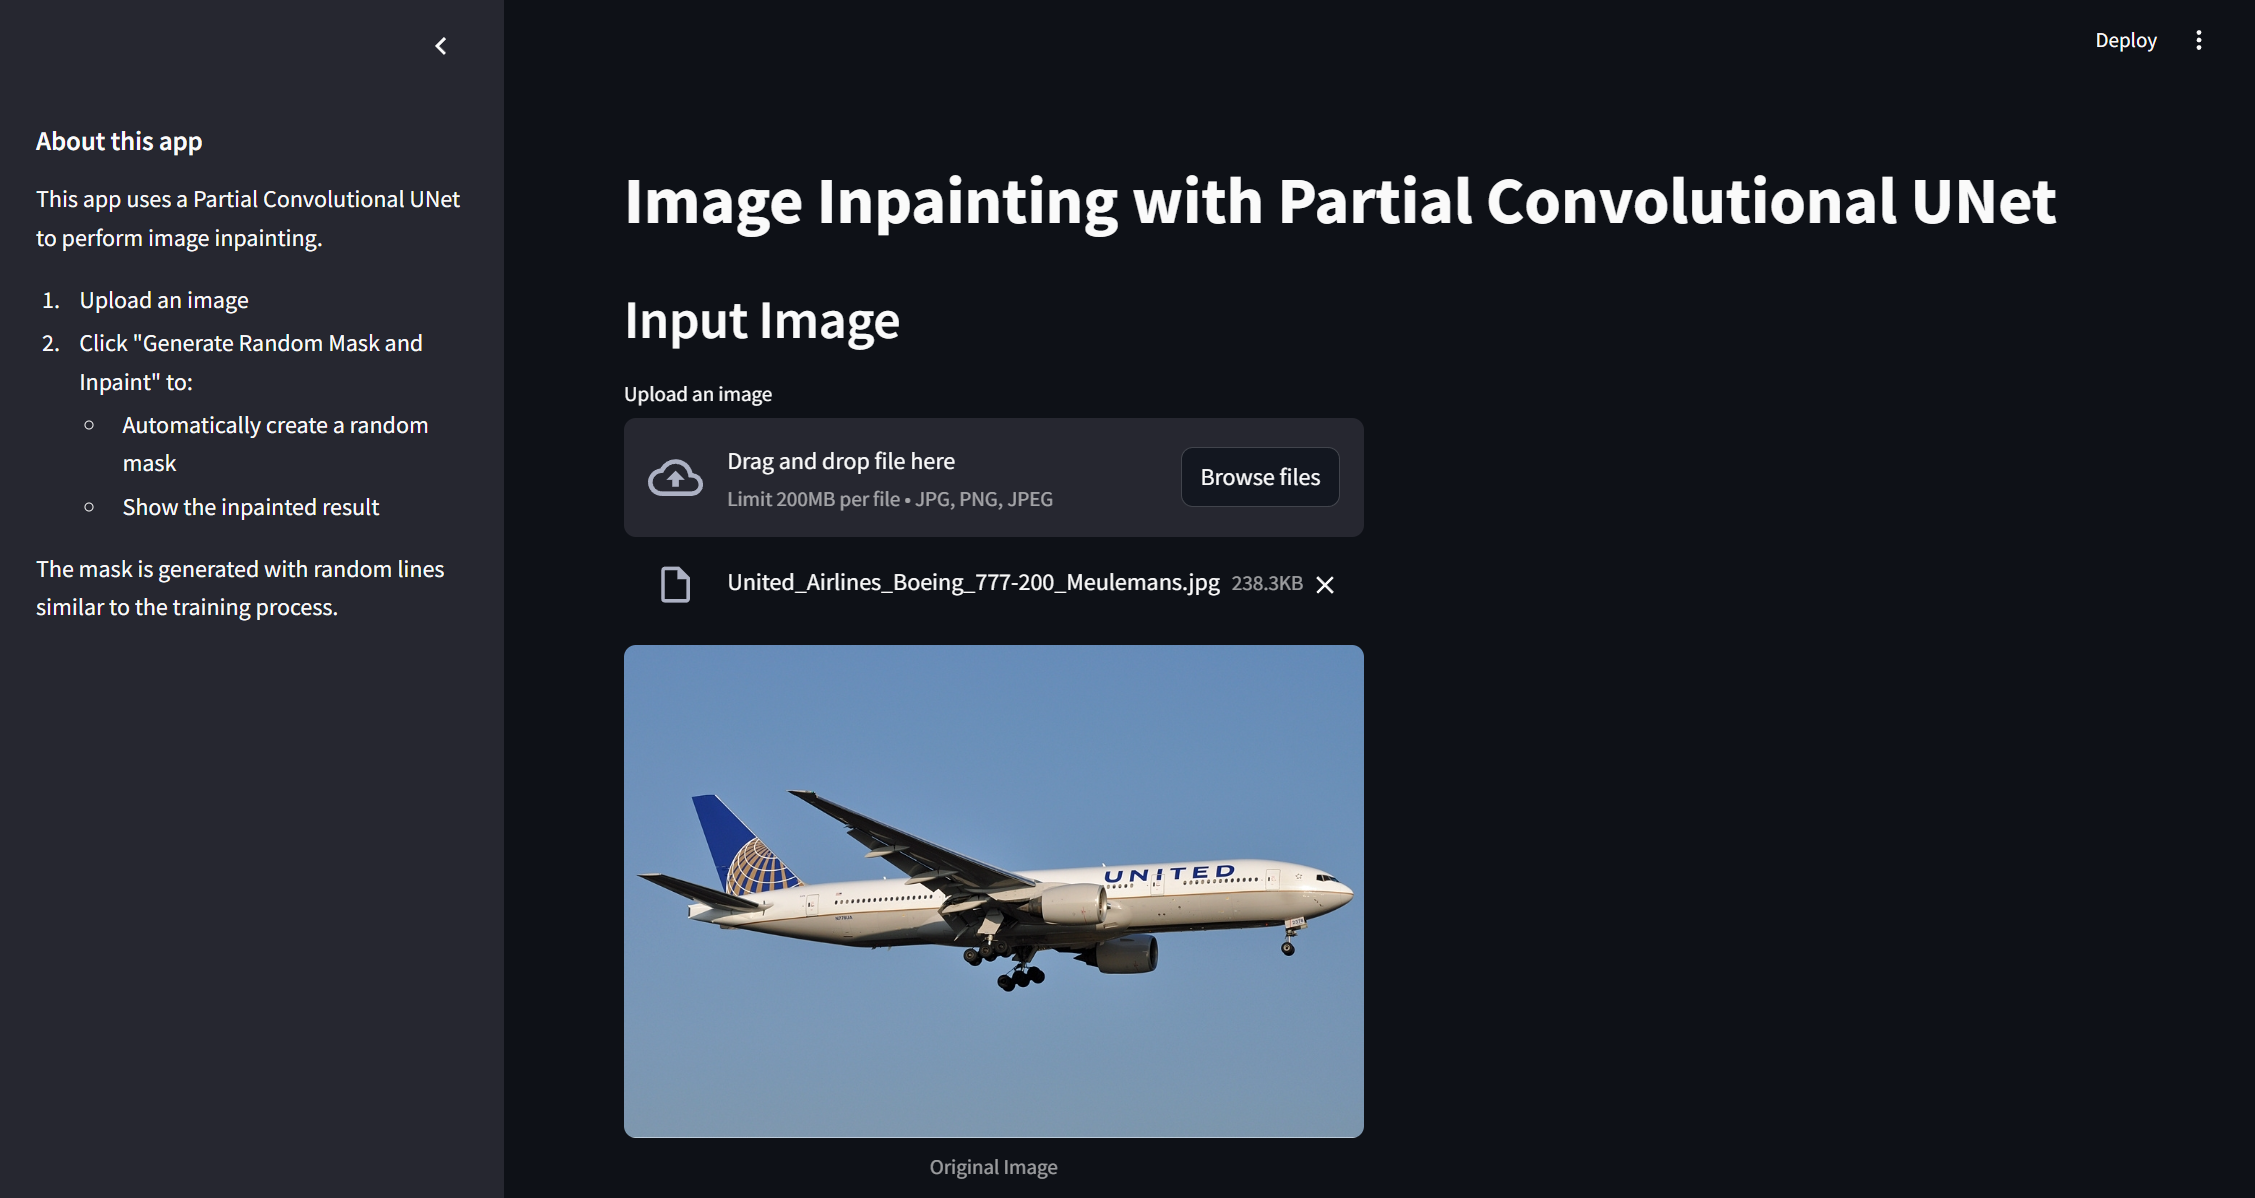 Deploy
About this app
This app uses a Partial Convolutional UNet
to perform image inpainting.
1. Upload an image
2. Click "Generate Random Mask and
Inpaint" to:
Automatically create a random
mask
Show the inpainted result
The mask is generated with random lines
similar to the training process.
Image Inpainting with Partial Convolutional UNet
Input Image
Upload an image
Drag and drop file here
Limit 200MB per file • JPG, PNG, JPEG
Browse files
United_Airlines_Boeing_777-200_Meulemans.jpg 238.3KB
UNITED
Original Image